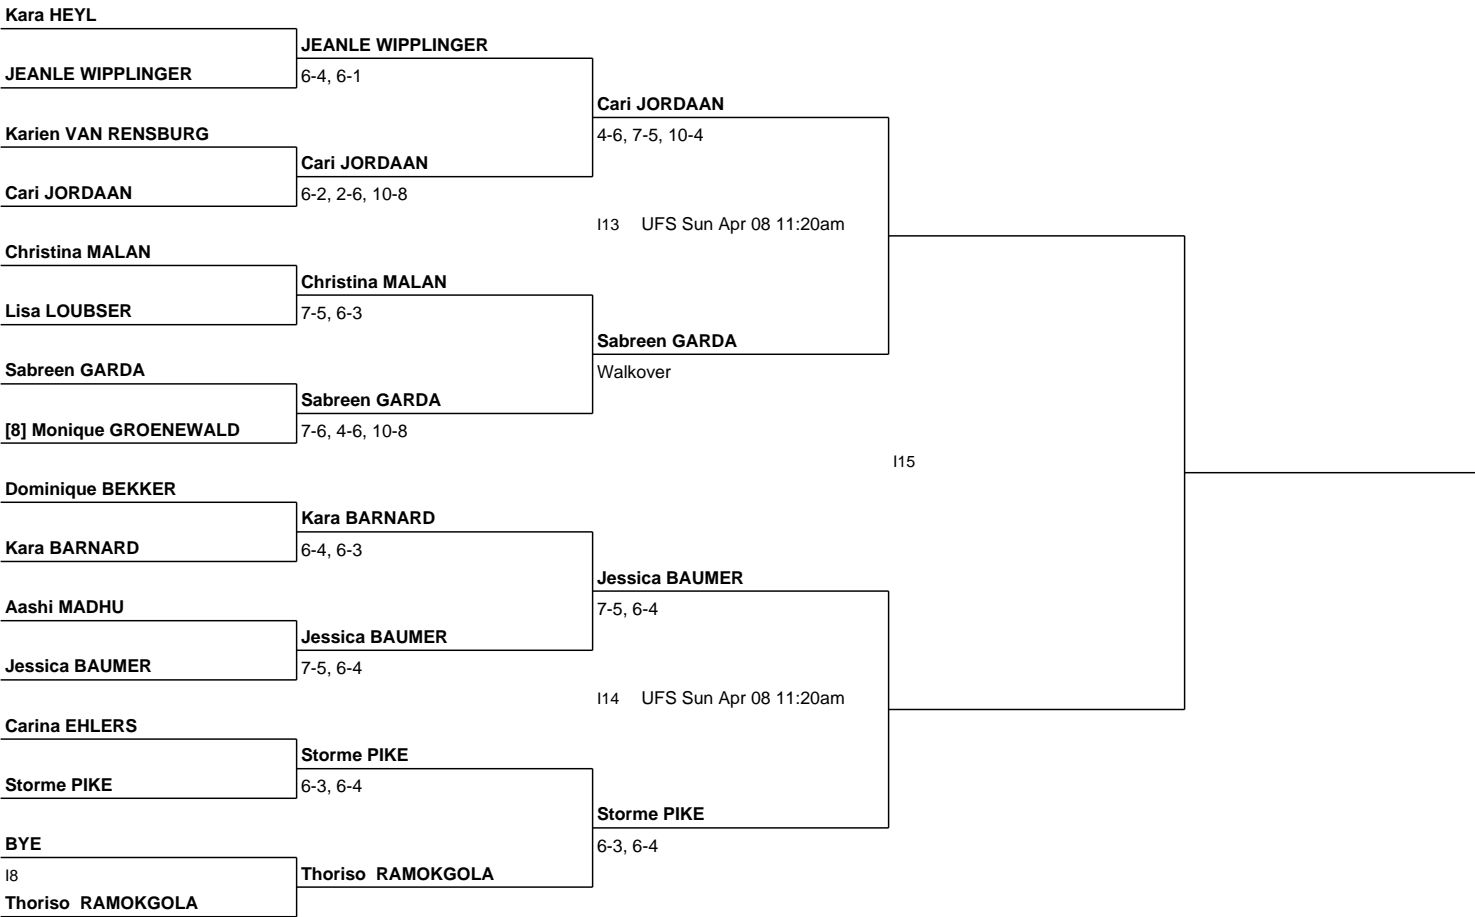 Kara HEYL
JEANLE WIPPLINGER
JEANLE WIPPLINGER
6-4, 6-1
Cari JORDAAN
Karien VAN RENSBURG
4-6, 7-5, 10-4
Cari JORDAAN
Cari JORDAAN
6-2, 2-6, 10-8
I13 UFS Sun Apr 08 11:20am
Christina MALAN
Christina MALAN
Lisa LOUBSER
7-5, 6-3
Sabreen GARDA
Sabreen GARDA
Walkover
Sabreen GARDA
[8] Monique GROENEWALD
7-6, 4-6, 10-8
I15
Dominique BEKKER
Kara BARNARD
Kara BARNARD
6-4, 6-3
Jessica BAUMER
Aashi MADHU
7-5, 6-4
Jessica BAUMER
Jessica BAUMER
7-5, 6-4
I14 UFS Sun Apr 08 11:20am
Carina EHLERS
Storme PIKE
Storme PIKE
6-3, 6-4
Storme PIKE
BYE
6-3, 6-4
I8
Thoriso RAMOKGOLA
Thoriso RAMOKGOLA